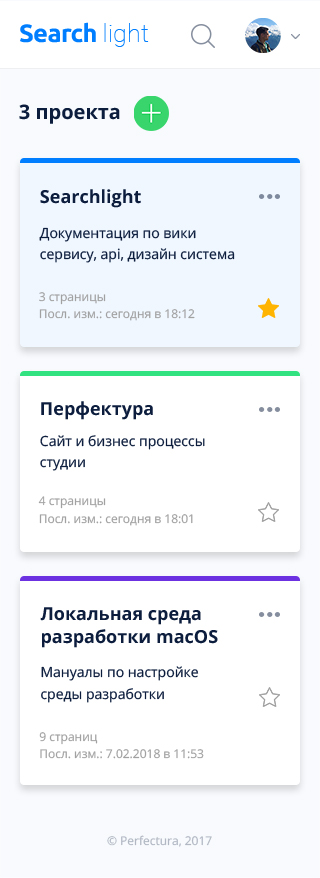 Search light
3 проекта
Searchlight
Документация по вики
сервису, api, дизайн система
3 страницы
Посл. изм.: сегодня в 18:12
Перфектура
Сайт и бизнес процессы
студии
4 страницы
Посл. изм.: сегодня в 18:01
Локальная среда
разработки macOS
Мануалы по настройке
среды разработки
9 страниц
Посл. изм.: 7.02.2018 в 11:53
© Perfectura, 2017